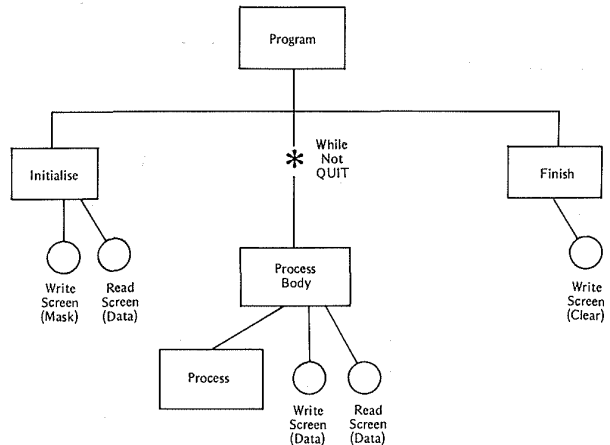 Program
While
Not
QUIT
Initialise
Finish
Write
Screen
(Mask)
Read
Screen
(Data)
Process
Body
Write
Screen
(Clear)
Process
Write
Screen
(Data)
Read
Screen
(Data)